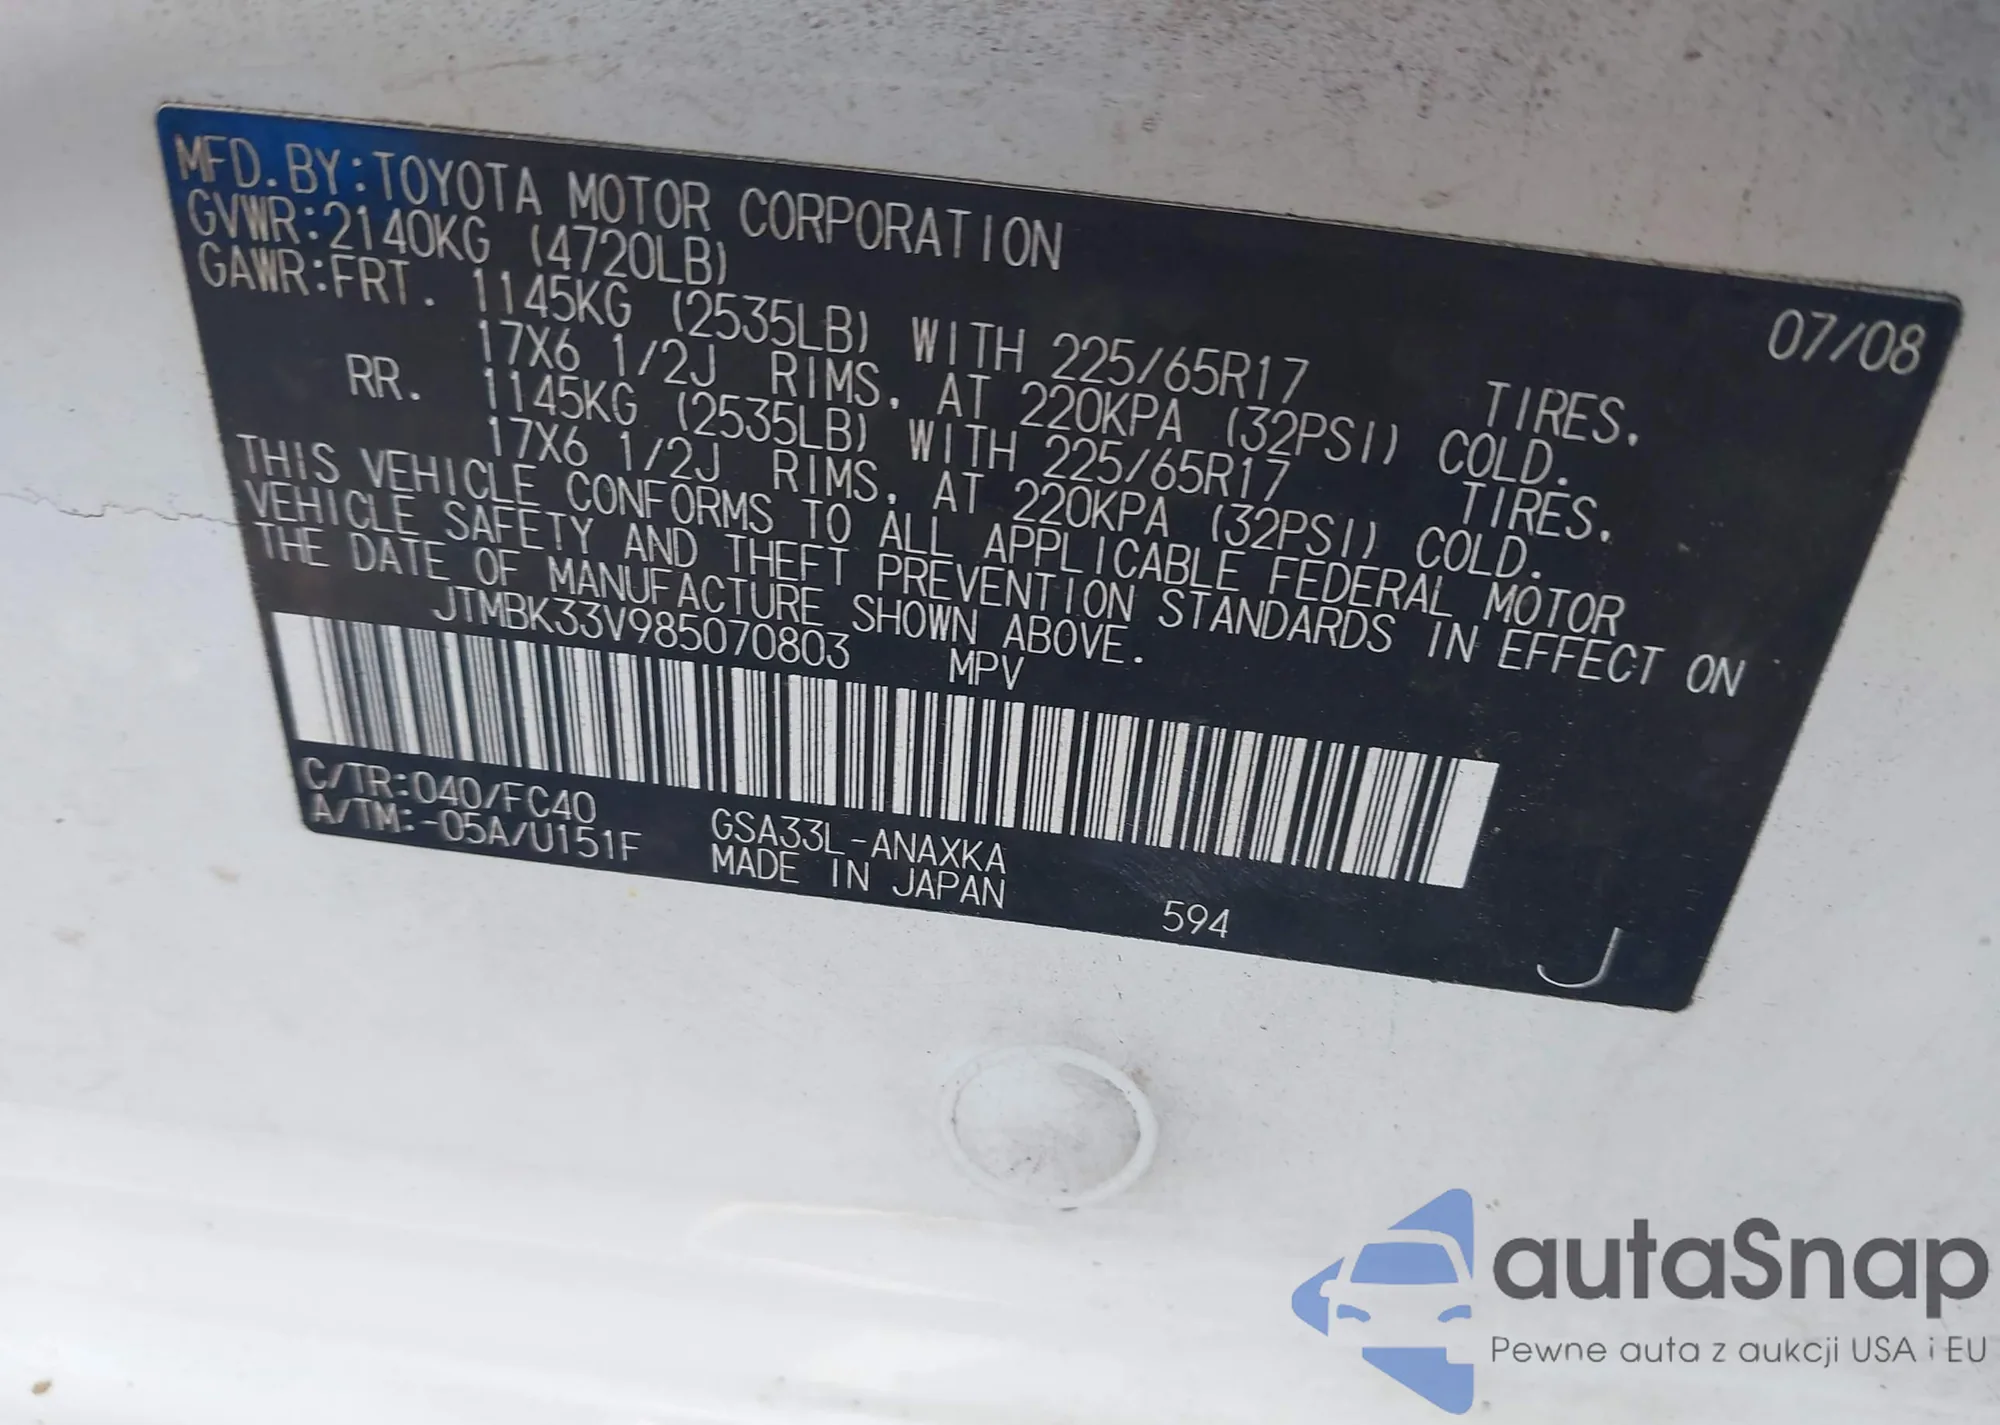 MFD.BY:TOYOTA MOTOR CORPORATION 07/08
GVWR:2140KG (4720LB)
GAWR:FRT. 1145KG (2535LB) WITH 225/65R17 TIRES,
17X6 1/2J RIMS, AT 220KPA (32PSI) COLD.
RR. 1145KG (2535LB) WITH 225/65R17 TIRES,
17X6 1/2J RIMS, AT 220KPA (32PSI) COLD.
THIS VEHICLE CONFORMS TO ALL APPLICABLE FEDERAL MOTOR
VEHICLE SAFETY AND THEFT PREVENTION STANDARDS IN EFFECT ON
THE DATE OF MANUFACTURE SHOWN ABOVE.
JTMBK33V985070803 MPV
C/TR:040/FC40 GSA33L-ANAXKA
A/TM:-05A/U151F MADE IN JAPAN 594
J
autaSnap
Pewne auta z aukcji USA i EU